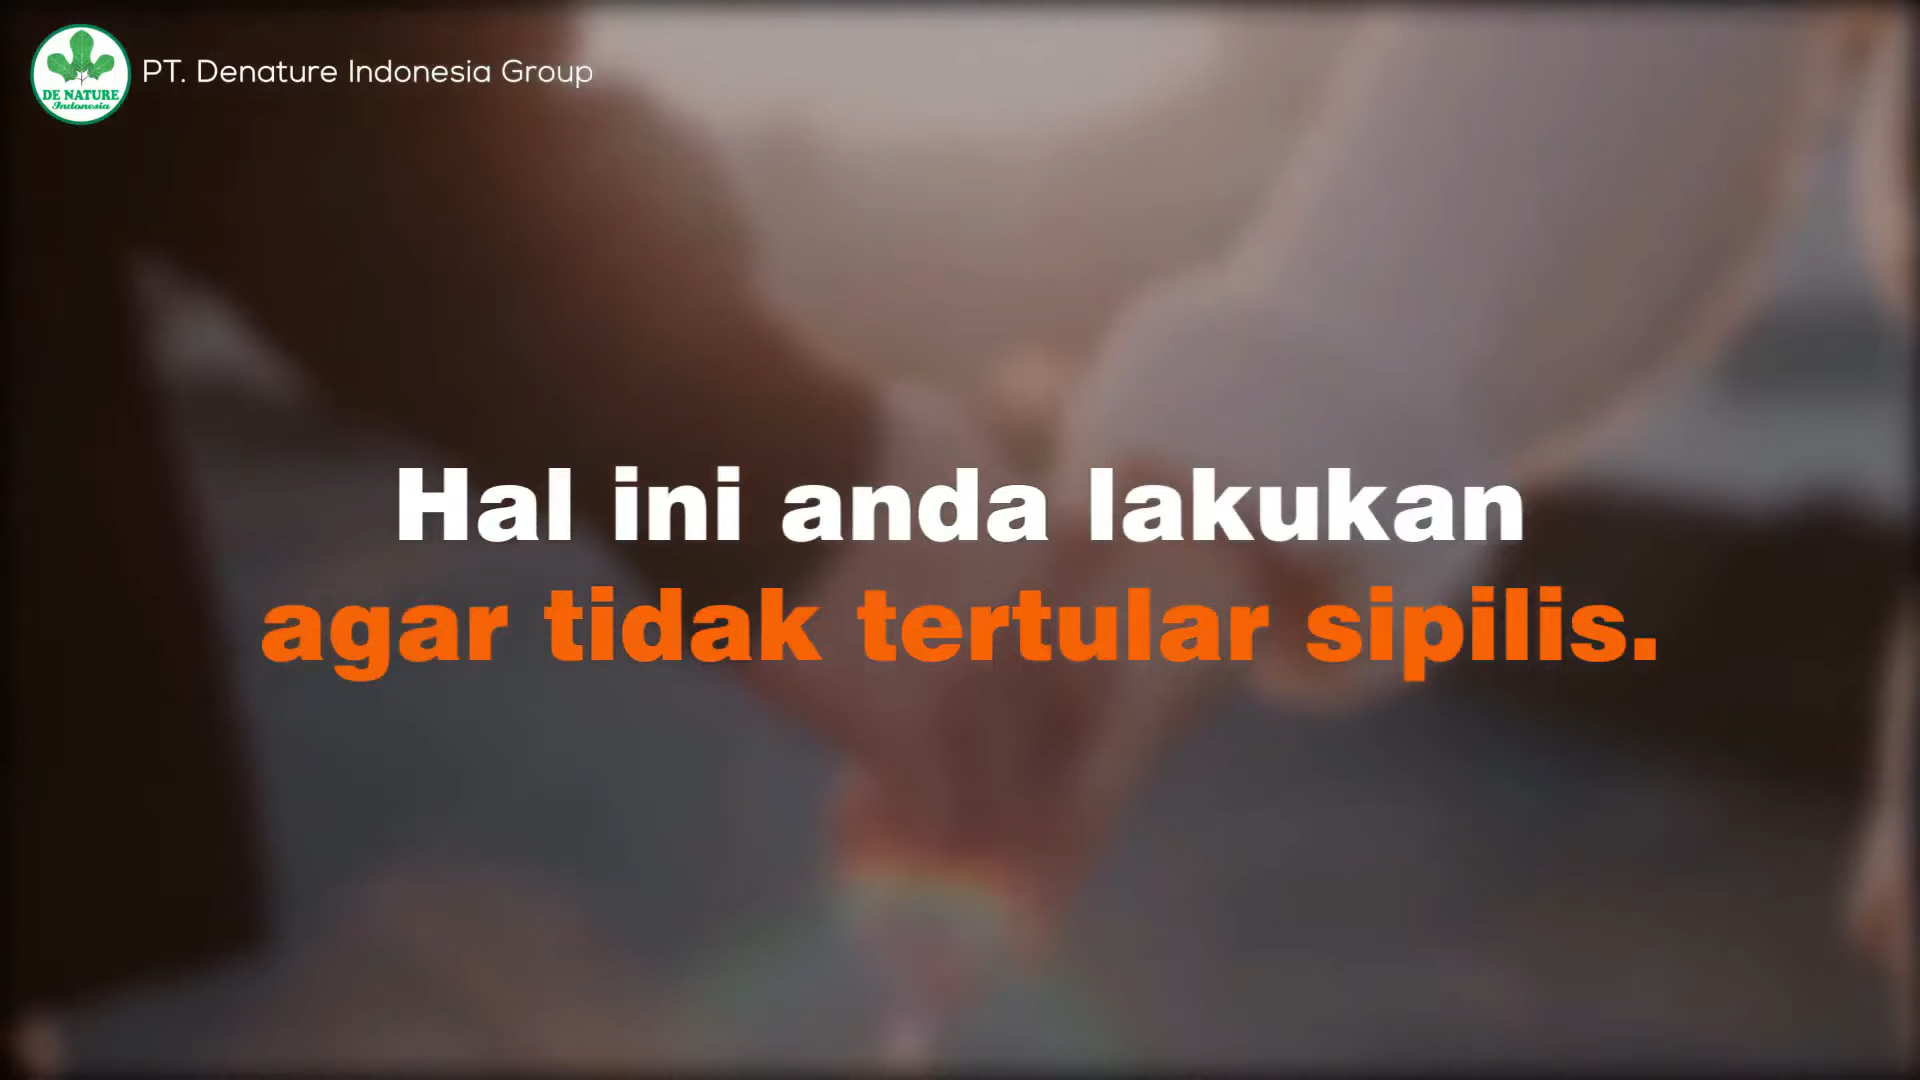 DE NATURE
Indonesia
PT. Denature Indonesia Group
Hal ini anda lakukan
agar tidak tertular sipilis.